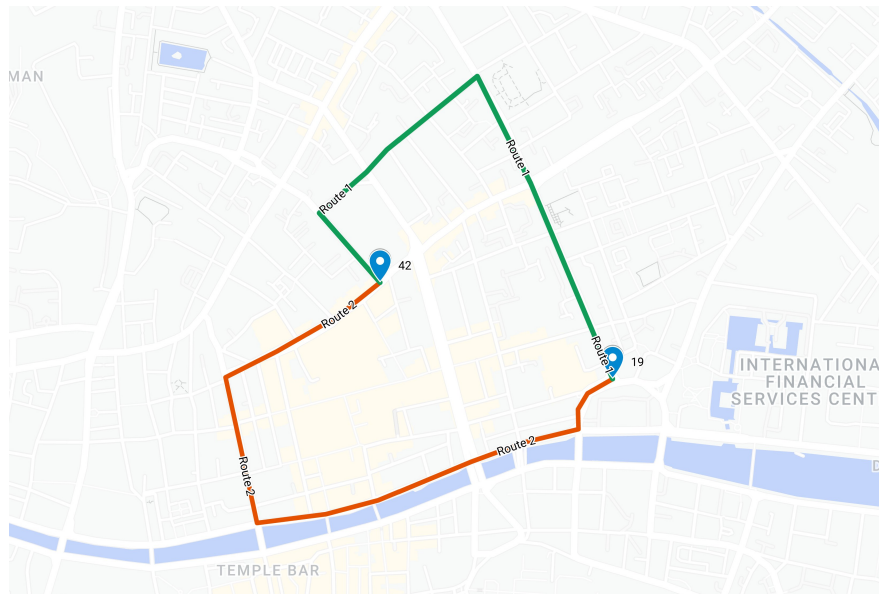 MAN
Route 1
Route 1
42
Route 2
Route 1
19
INTERNATIONA
FINANCIAL
SERVICES CENT
Route 2
Route 2
D
TEMPLE BAR